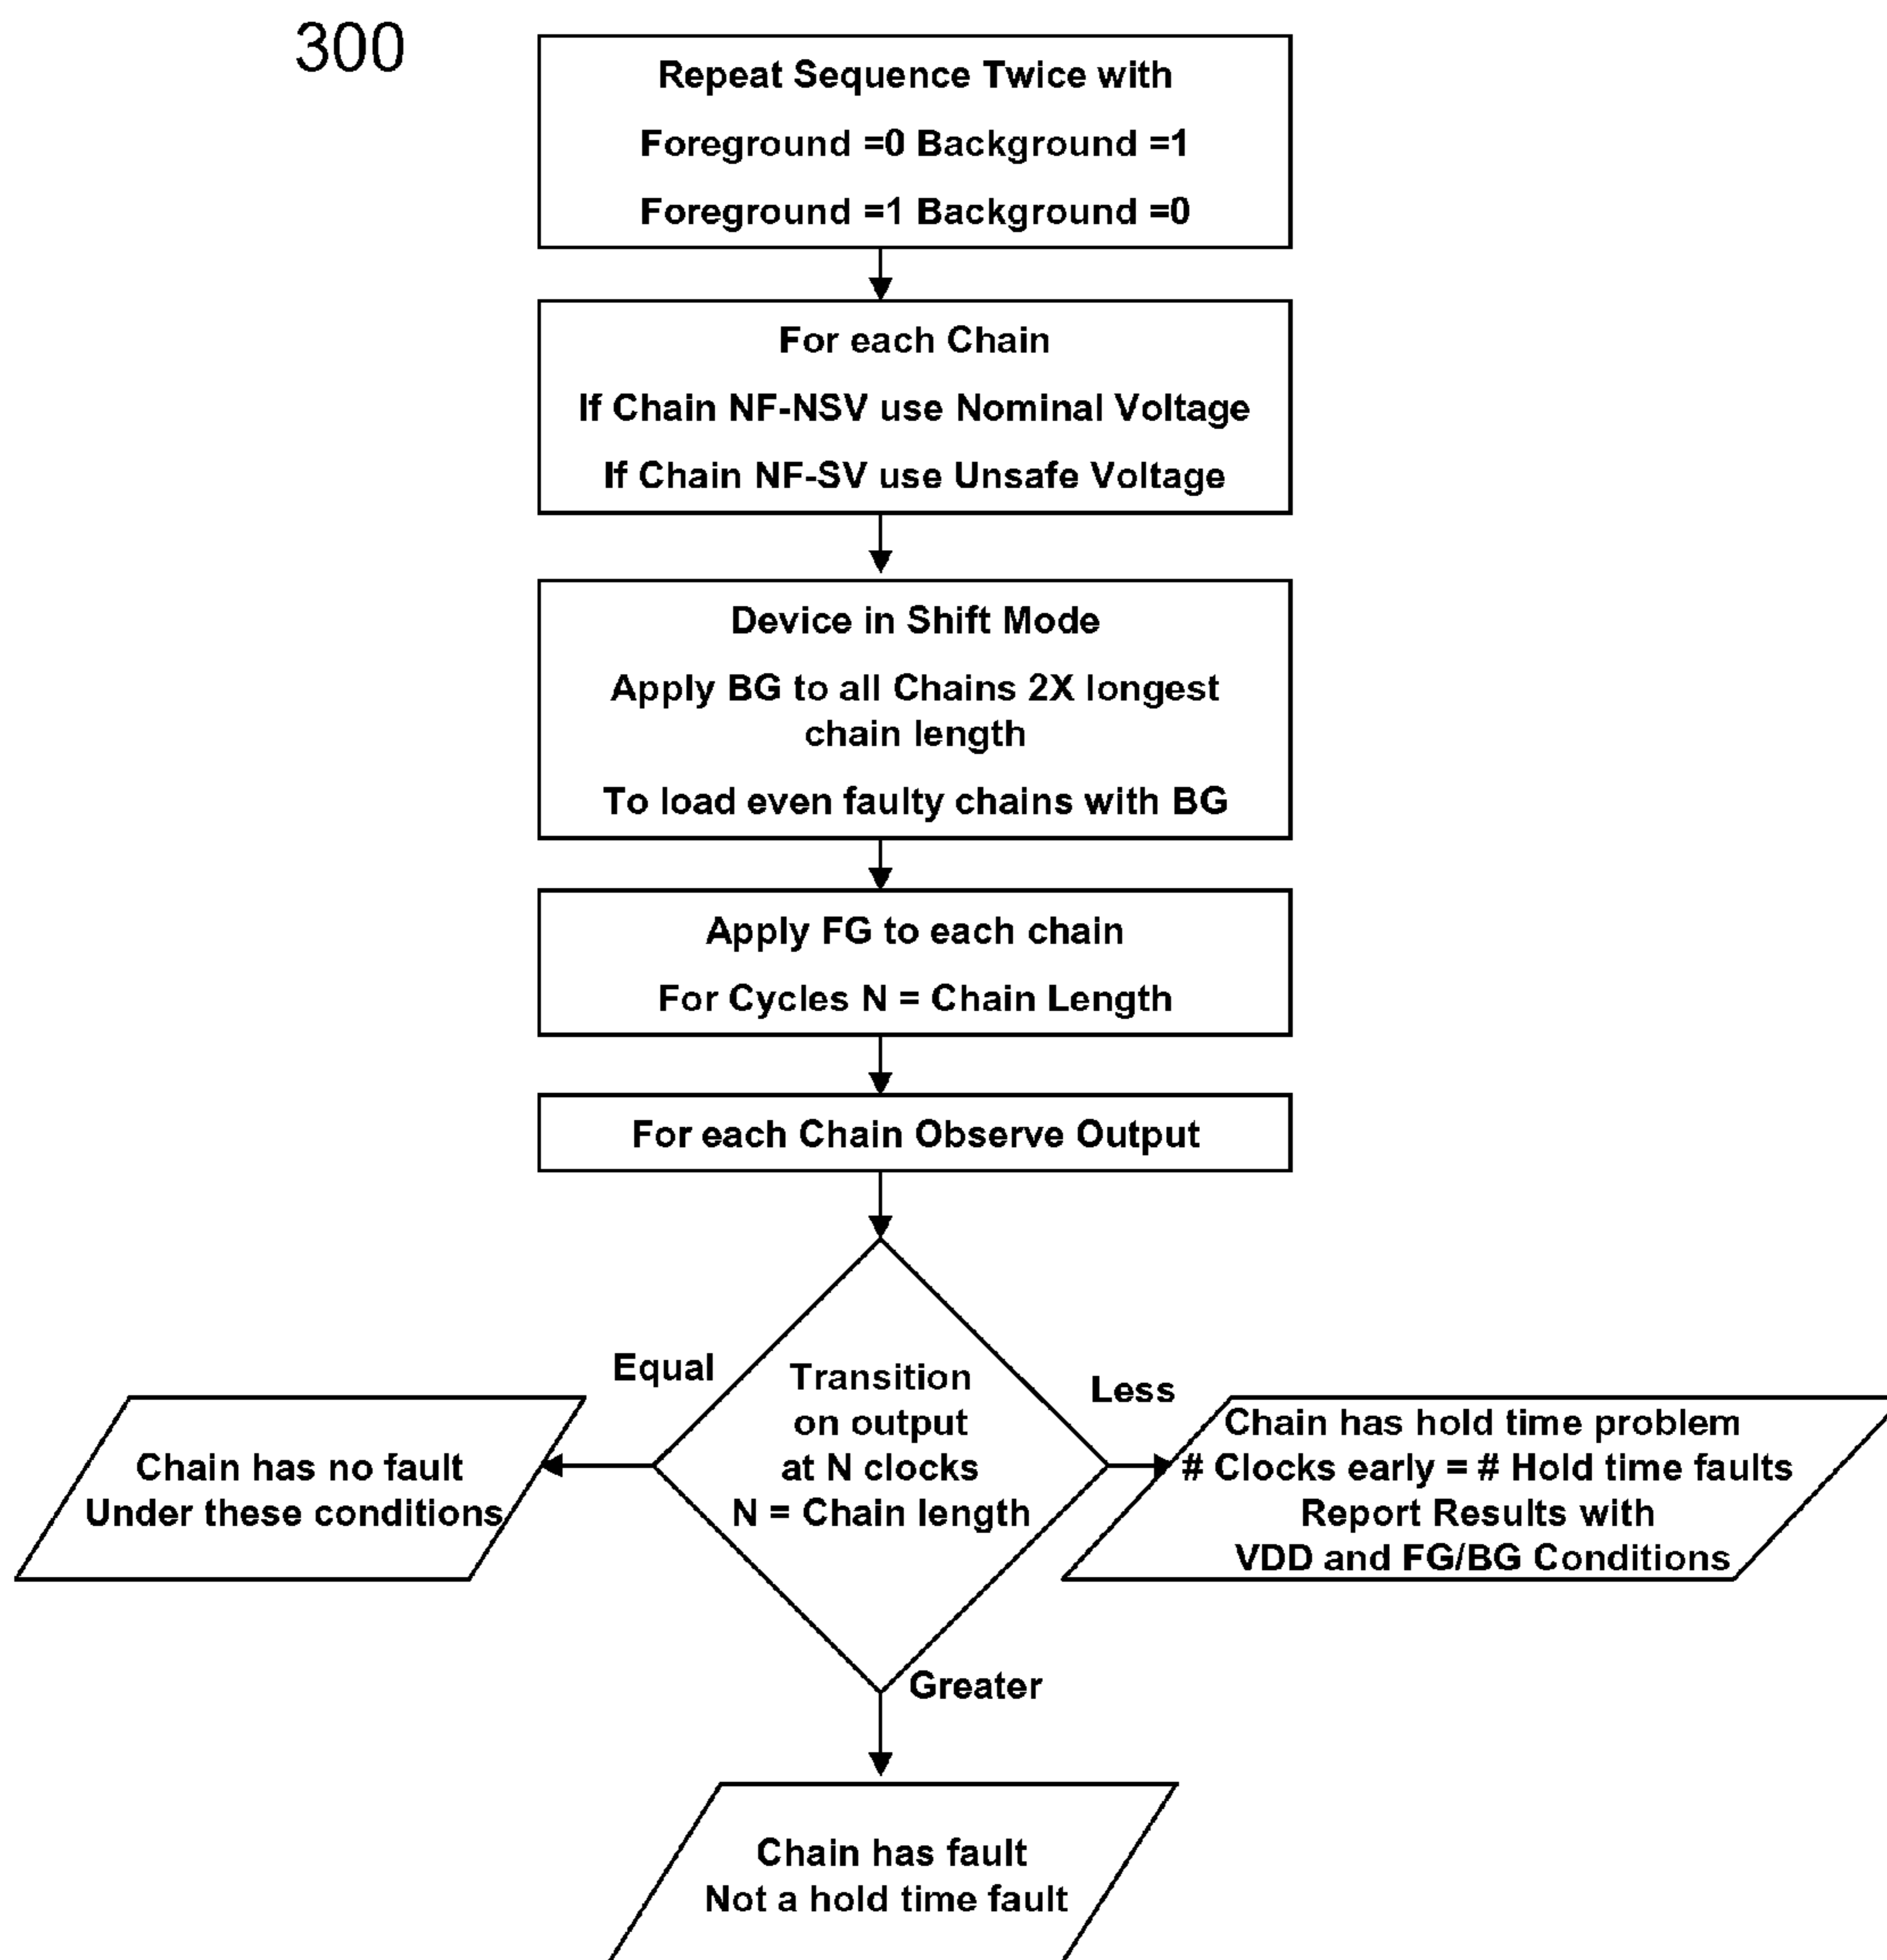 300
Repeat Sequence Twice with
Foreground =0 Background =1
Foreground =1 Background =0
For each Chain
If Chain NF-NSV use Nominal Voltage
If Chain NF-SV use Unsafe Voltage
Device in Shift Mode
Apply BG to all Chains 2X longest
chain length
To load even faulty chains with BG
Apply FG to each chain
For Cycles N = Chain Length
For each Chain Observe Output
Equal
Transition
on output
at N clocks
N = Chain length
Less
Chain has no fault
Under these conditions
Chain has hold time problem
# Clocks early = # Hold time faults
Report Results with
VDD and FG/BG Conditions
Greater
Chain has fault
Not a hold time fault